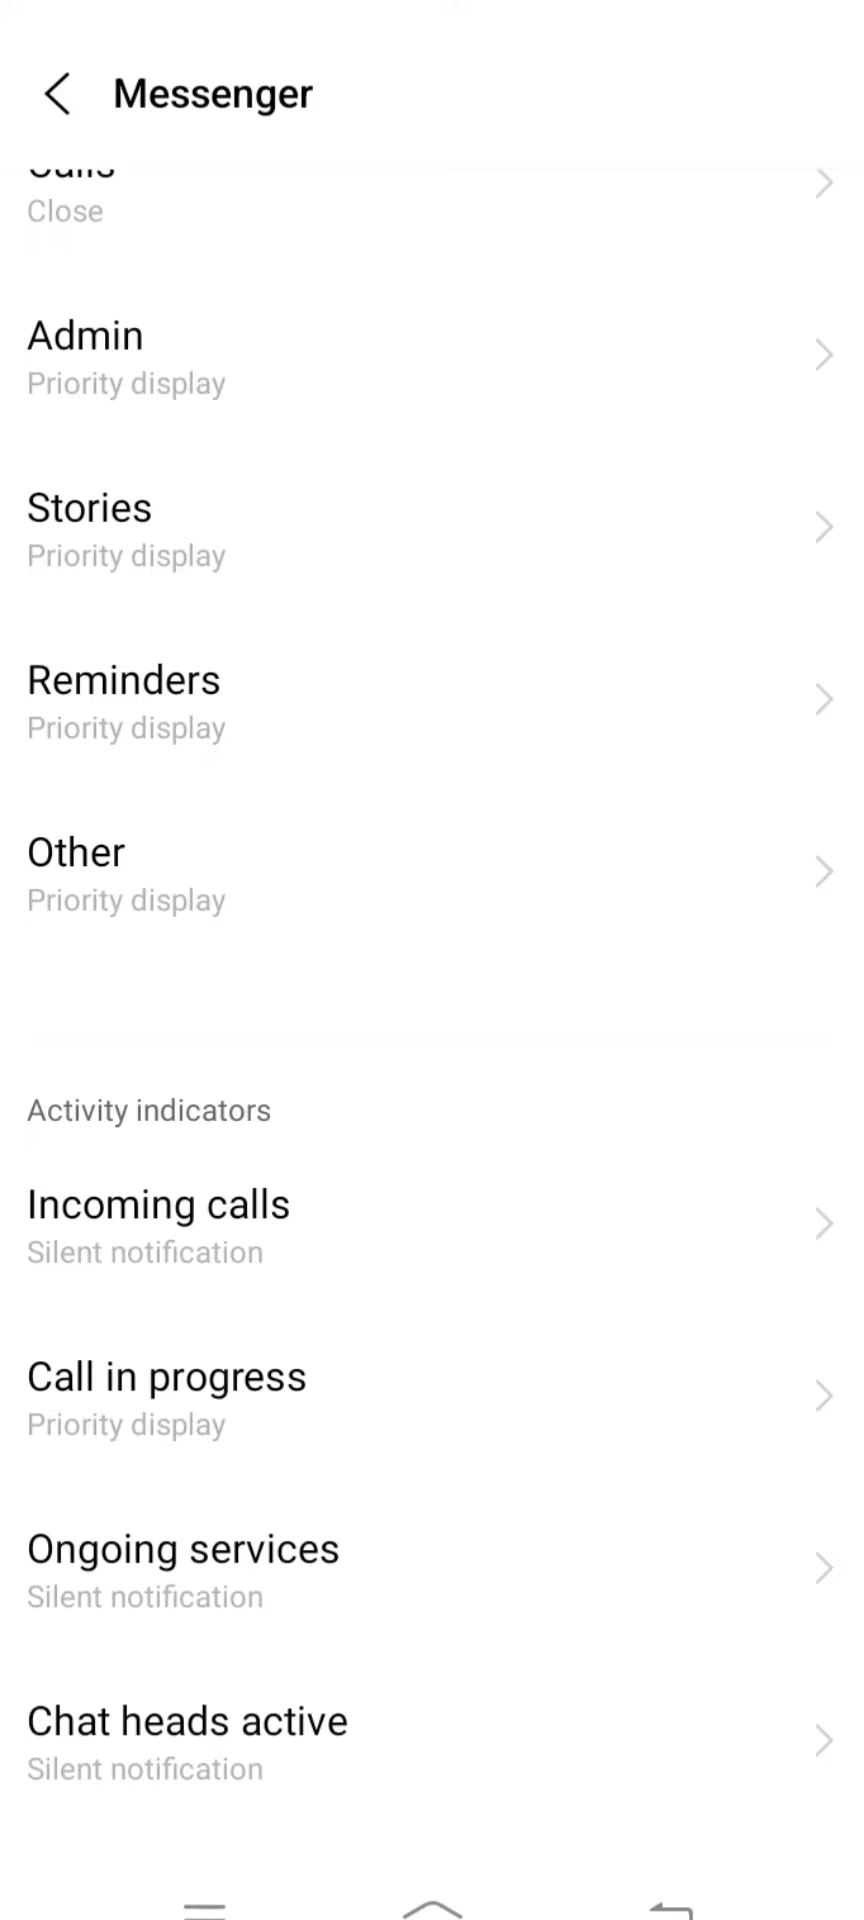 Messenger
Calls
Close
Admin
Priority display
Stories
Priority display
Reminders
Priority display
Other
Priority display
Activity indicators
Incoming calls
Silent notification
Call in progress
Priority display
Ongoing services
Silent notification
Chat heads active
Silent notification